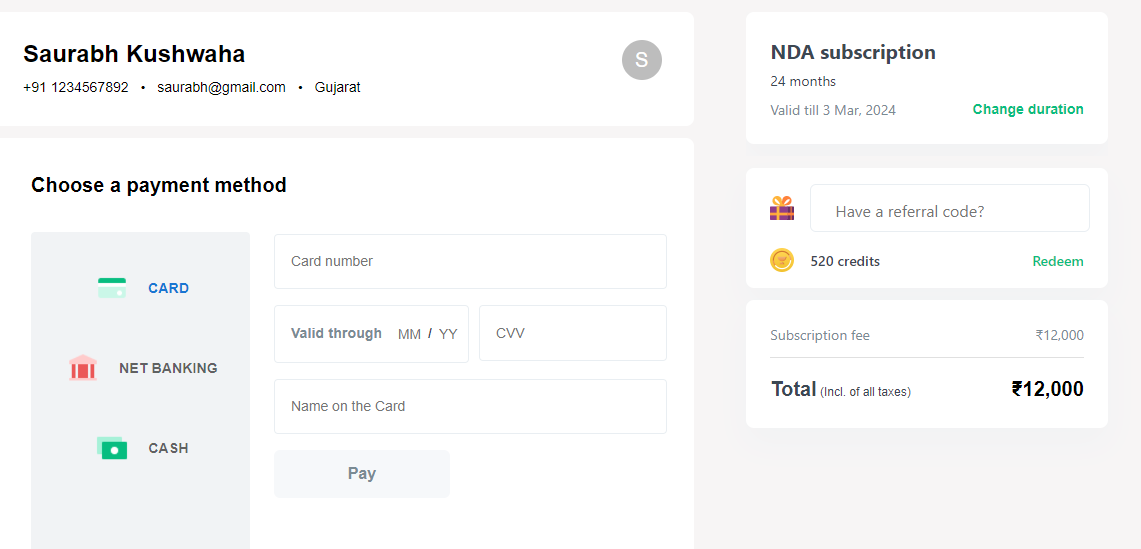 Saurabh Kushwaha
S
+91 1234567892 • saurabh@gmail.com • Gujarat
Choose a payment method
CARD
NET BANKING
CASH
Card number
Valid through MM / YY
CVV
Name on the Card
Pay
NDA subscription
24 months
Valid till 3 Mar, 2024
Change duration
Have a referral code?
520 credits
Redeem
Subscription fee ₹12,000
Total (Incl. of all taxes) ₹12,000